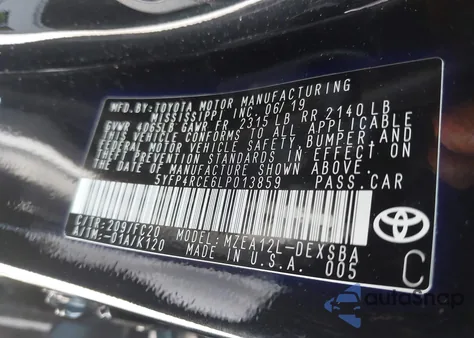 MFD. BY: TOYOTA MOTOR MANUFACTURING
MISSISSIPPI INC. 06/19
GVWR 4065LB GAWR FR 2315 LB RR 2140 LB
THIS VEHICLE CONFORMS TO ALL APPLICABLE
FEDERAL MOTOR VEHICLE SAFETY, BUMPER, AND
THEFT PREVENTION STANDARDS IN EFFECT ON
THE DATE OF MANUFACTURE SHOWN ABOVE.
5YFP4RCE6LP013859 PASS.CAR
C/TR: 209/FC20 MODEL: MZEA12L-DEXSBA
A/TM: -01A/K120 MADE IN U.S.A. 005
C
autosnap